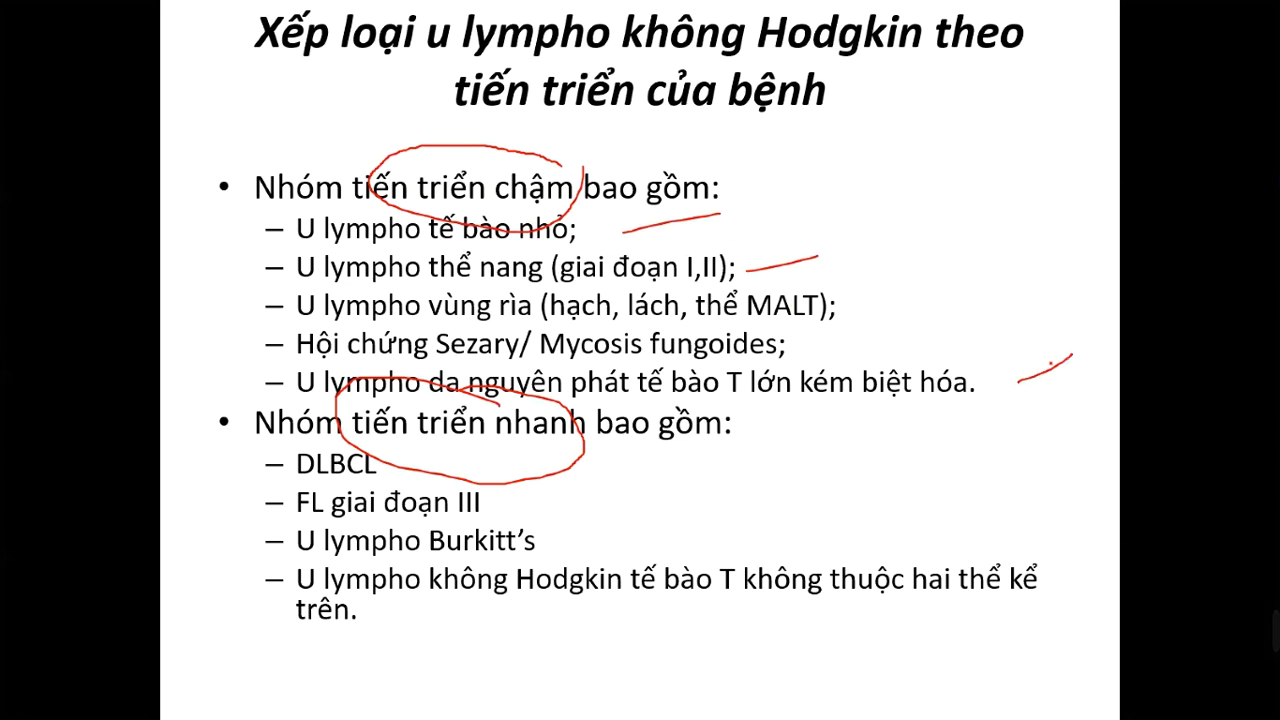 Xếp loại u lympho không Hodgkin theo
tiến triển của bệnh
• Nhóm tiến triển chậm bao gồm:
– U lympho tế bào nhỏ;
– U lympho thể nang (giai đoạn I,II);
– U lympho vùng rìa (hạch, lách, thể MALT);
– Hội chứng Sezary/ Mycosis fungoides;
– U lympho da nguyên phát tế bào T lớn kém biệt hóa.
• Nhóm tiến triển nhanh bao gồm:
– DLBCL
– FL giai đoạn III
– U lympho Burkitt’s
– U lympho không Hodgkin tế bào T không thuộc hai thể kể
trên.